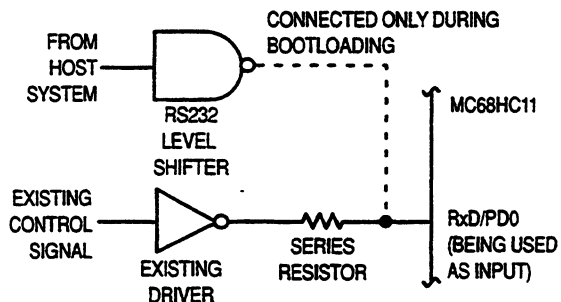 CONNECTED ONLY DURING
BOOTLOADING
FROM
HOST
SYSTEM
RS232
LEVEL
SHIFTER
MC68HC11
EXISTING
CONTROL
SIGNAL
EXISTING
DRIVER
SERIES
RESISTOR
RxD/PD0
(BEING USED
AS INPUT)